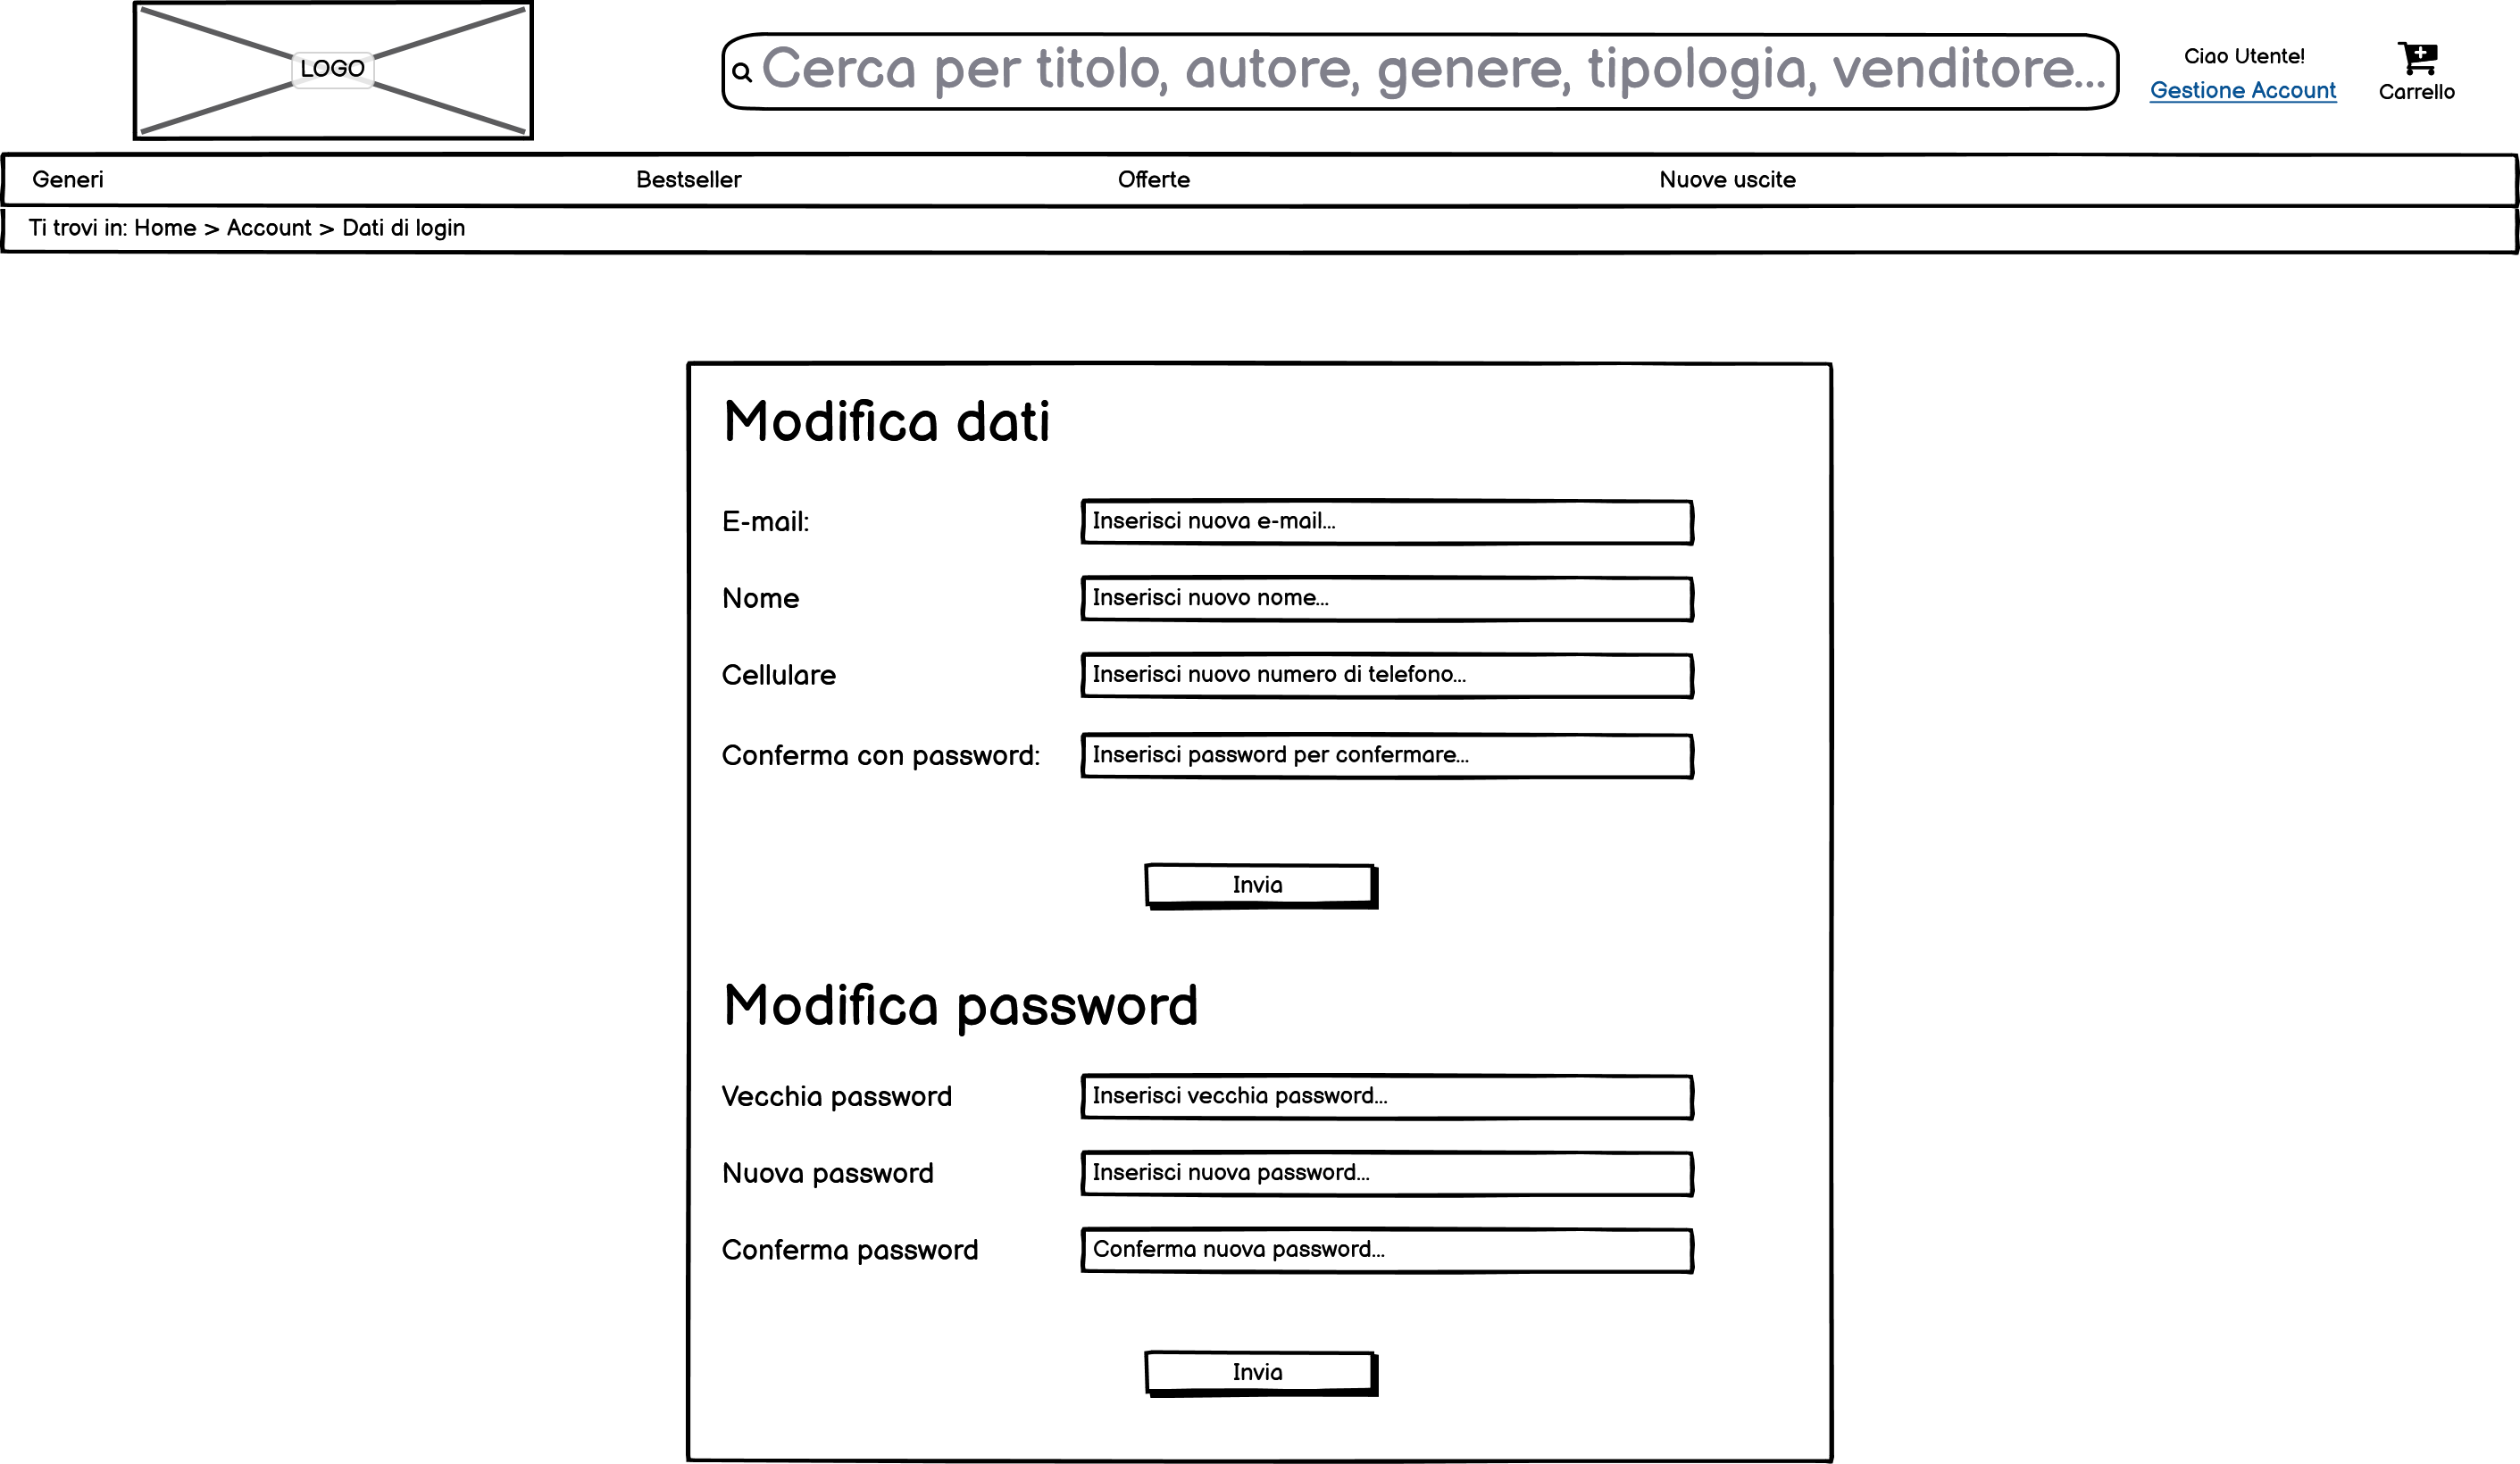 LOGO
Cerca per titolo, autore, genere, tipologia, venditore...
Ciao Utente!
Gestione Account
Carrello
Generi
Bestseller
Offerte
Nuove uscite
Ti trovi in: Home > Account > Dati di login
Modifica dati
E-mail:
Inserisci nuova e-mail...
Nome
Inserisci nuovo nome...
Cellulare
Inserisci nuovo numero di telefono...
Conferma con password:
Inserisci password per confermare...
Invia
Modifica password
Vecchia password
Inserisci vecchia password...
Nuova password
Inserisci nuova password...
Conferma password
Conferma nuova password...
Invia